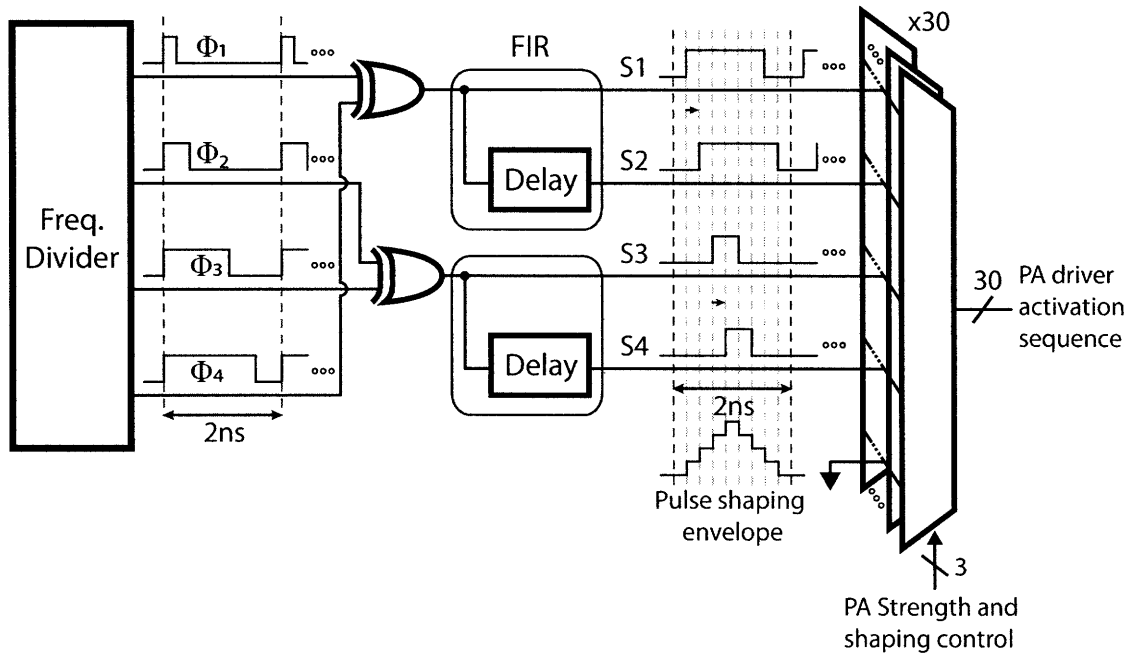 Freq.
Divider
Φ1
Φ2
Φ3
Φ4
2ns
FIR
Delay
Delay
S1
S2
S3
S4
2ns
Pulse shaping
envelope
x30
30
PA driver
activation
sequence
3
PA Strength and
shaping control